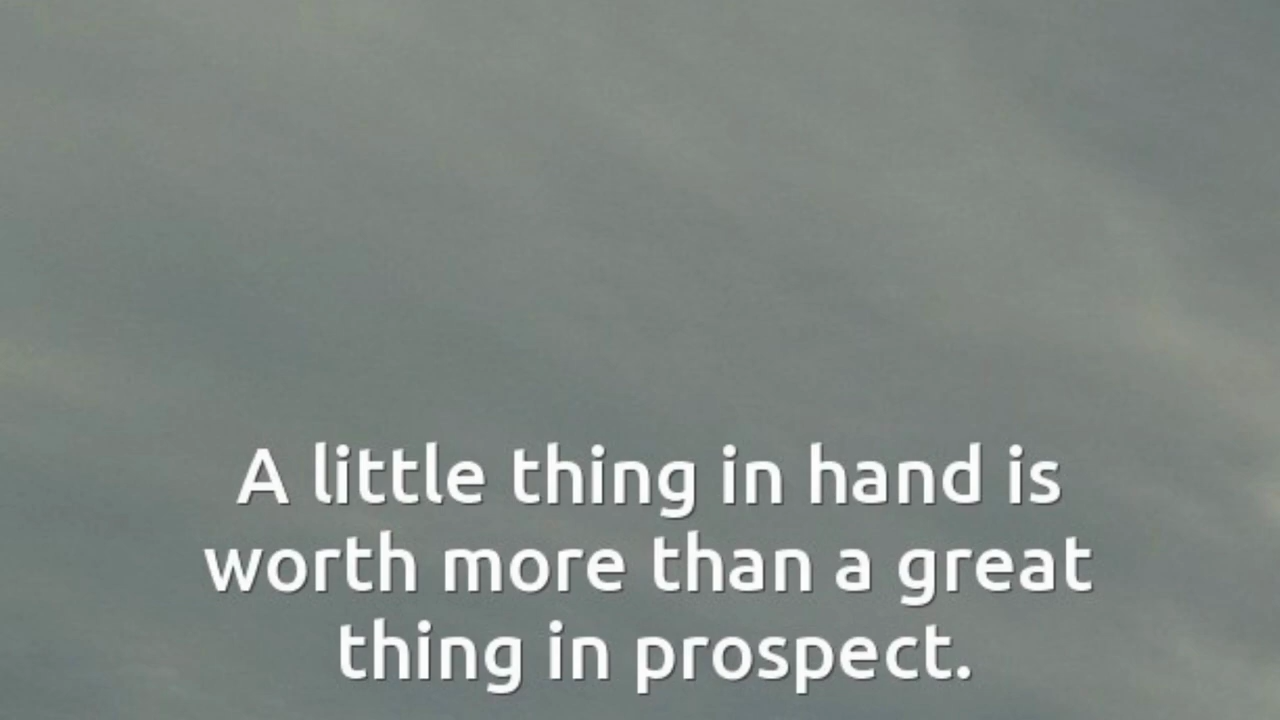 A little thing in hand is
worth more than a great
thing in prospect.